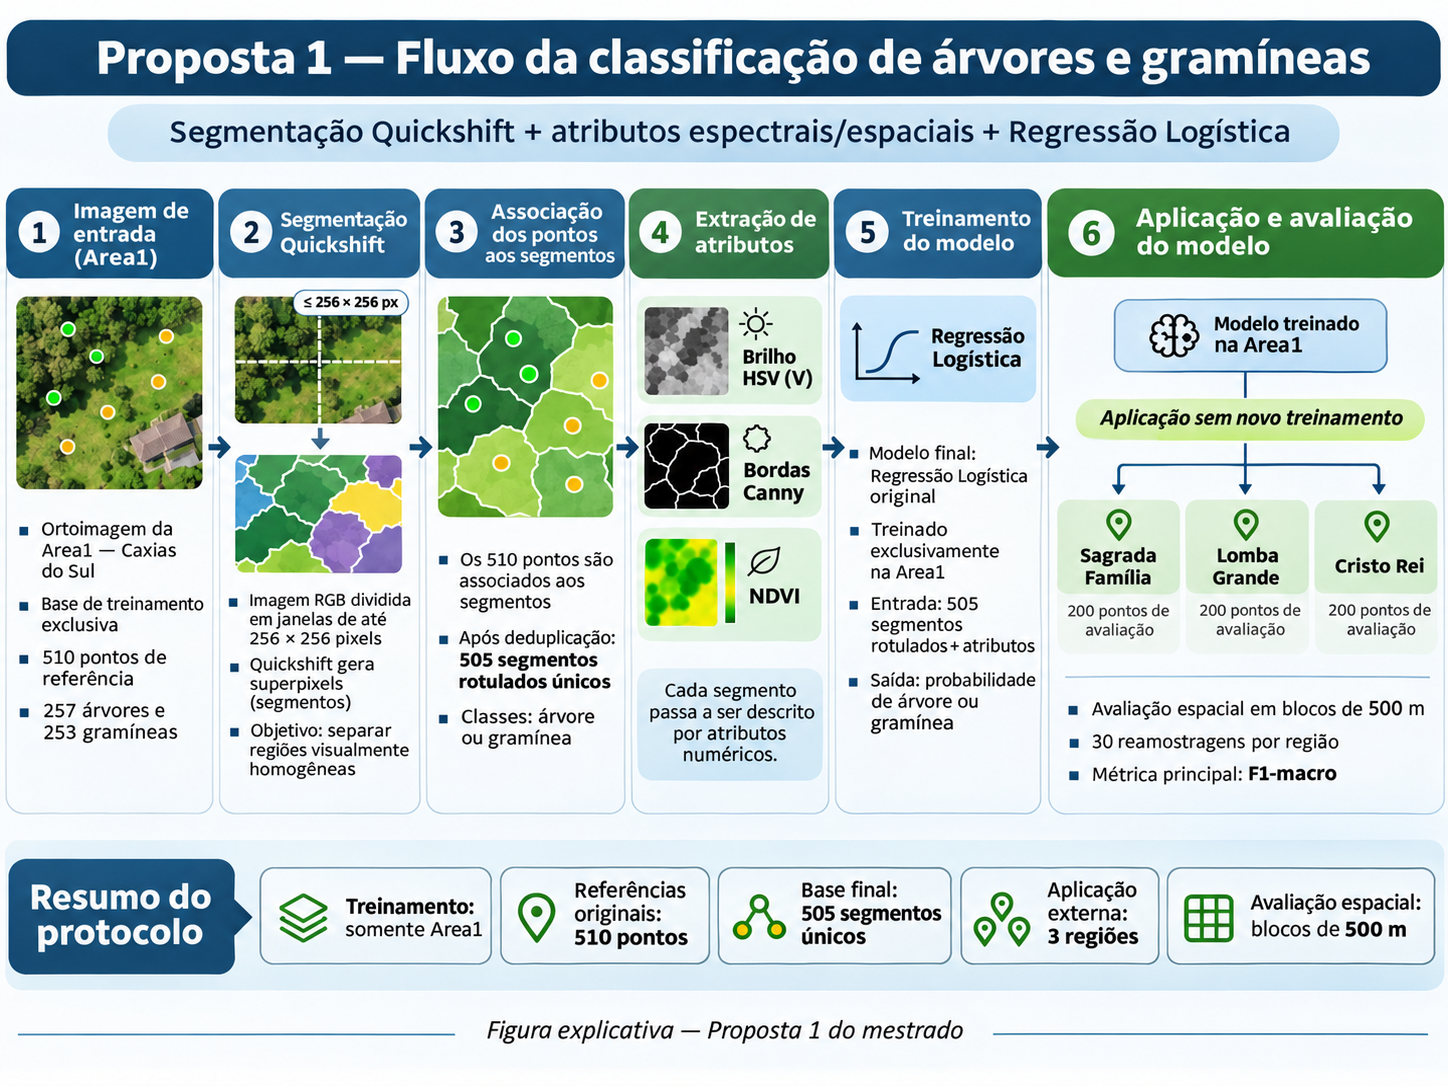 Proposta 1 — Fluxo da classificação de árvores e gramíneas
Segmentação Quickshift + atributos espectrais/espaciais + Regressão Logística
1
Imagem de
entrada
(Area1)
Ortoimagem da
Area1 — Caxias
do Sul
Base de treinamento
exclusiva
510 pontos de
referência
257 árvores e
253 gramíneas
2
Segmentação
Quickshift
≤ 256 × 256 px
Imagem RGB dividida
em janelas de até
256 × 256 pixels
Quickshift gera
superpixels
(segmentos)
Objetivo: separar
regiões visualmente
homogêneas
3
Associação
dos pontos
aos segmentos
Os 510 pontos são
associados aos
segmentos
Após deduplicação:
505 segmentos
rotulados únicos
Classes: árvore
ou gramínea
4
Extração de
atributos
Brilho
HSV (V)
Bordas
Canny
NDVI
Cada segmento
passa a ser descrito
por atributos
numéricos.
5
Treinamento
do modelo
Regressão
Logística
Modelo final:
Regressão Logística
original
Treinado
exclusivamente
na Area1
Entrada: 505
segmentos
rotulados + atributos
Saída: probabilidade
de árvore ou
gramínea
6
Aplicação e avaliação
do modelo
Modelo treinado
na Area1
Aplicação sem novo treinamento
Sagrada
Família
200 pontos de
avaliação
Lomba
Grande
200 pontos de
avaliação
Cristo Rei
200 pontos de
avaliação
Avaliação espacial em blocos de 500 m
30 reamostragens por região
Métrica principal: F1-macro
Resumo do
protocolo
Treinamento:
somente Area1
Referências
originais:
510 pontos
Base final:
505 segmentos
únicos
Aplicação
externa:
3 regiões
Avaliação espacial:
blocos de 500 m
Figura explicativa — Proposta 1 do mestrado